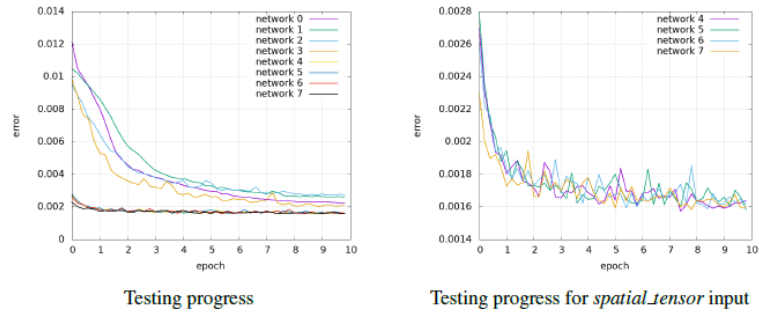 0.014
0.012
0.01
0.008
0.006
0.004
0.002
0
error
0 1 2 3 4 5 6 7 8 9 10
epoch
network 0
network 1
network 2
network 3
network 4
network 5
network 6
network 7
Testing progress
0.0028
0.0026
0.0024
0.0022
0.002
0.0018
0.0016
0.0014
error
0 1 2 3 4 5 6 7 8 9 10
epoch
network 4
network 5
network 6
network 7
Testing progress for spatial_tensor input